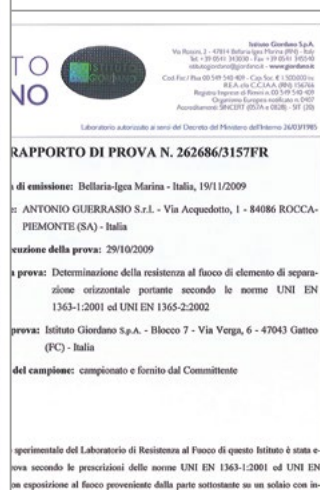 Istituto Giordano S.p.A.
Via Rossini, 2 - 47814 Bellaria-Igea Marina (RN) - Italy
Tel. +39 0541 343030 - Fax +39 0541 345540
istitutogiordano@giordano.it - www.giordano.it
Cod. Fisc./Piva 00 549 540 409 - Cap. Soc. € 1.500.000 i.v.
R.E.A. c/o C.C.I.A.A. (RN) 156766
Registro Imprese di Rimini n. 00 549 540 409
Organismo Europeo notificato n. 0407
Accreditamenti: SINCERT (057A e 082B) - SIT (20)
TO
NO
ISTITUTO
GIORDANO
Laboratorio autorizzato ai sensi del Decreto del Ministero dell'Interno 26/03/1985
RAPPORTO DI PROVA N. 262686/3157FR
di emissione: Bellaria-Igea Marina - Italia, 19/11/2009
ANTONIO GUERRASIO S.r.l. - Via Acquedotto, 1 - 84086 ROCCA-
PIEMONTE (SA) - Italia
cuzione della prova: 29/10/2009
prova: Determinazione della resistenza al fuoco di elemento di separa-
zione orizzontale portante secondo le norme UNI EN
1363-1:2001 ed UNI EN 1365-2:2002
prova: Istituto Giordano S.p.A. - Blocco 7 - Via Verga, 6 - 47043 Gatteo
(FC) - Italia
del campione: campionato e fornito dal Committente
sperimentale del Laboratorio di Resistenza al Fuoco di questo Istituto è stata e-
ova secondo le prescrizioni delle norme UNI EN 1363-1:2001 ed UNI EN
on esposizione al fuoco proveniente dalla parte sottostante su un solaio con in-